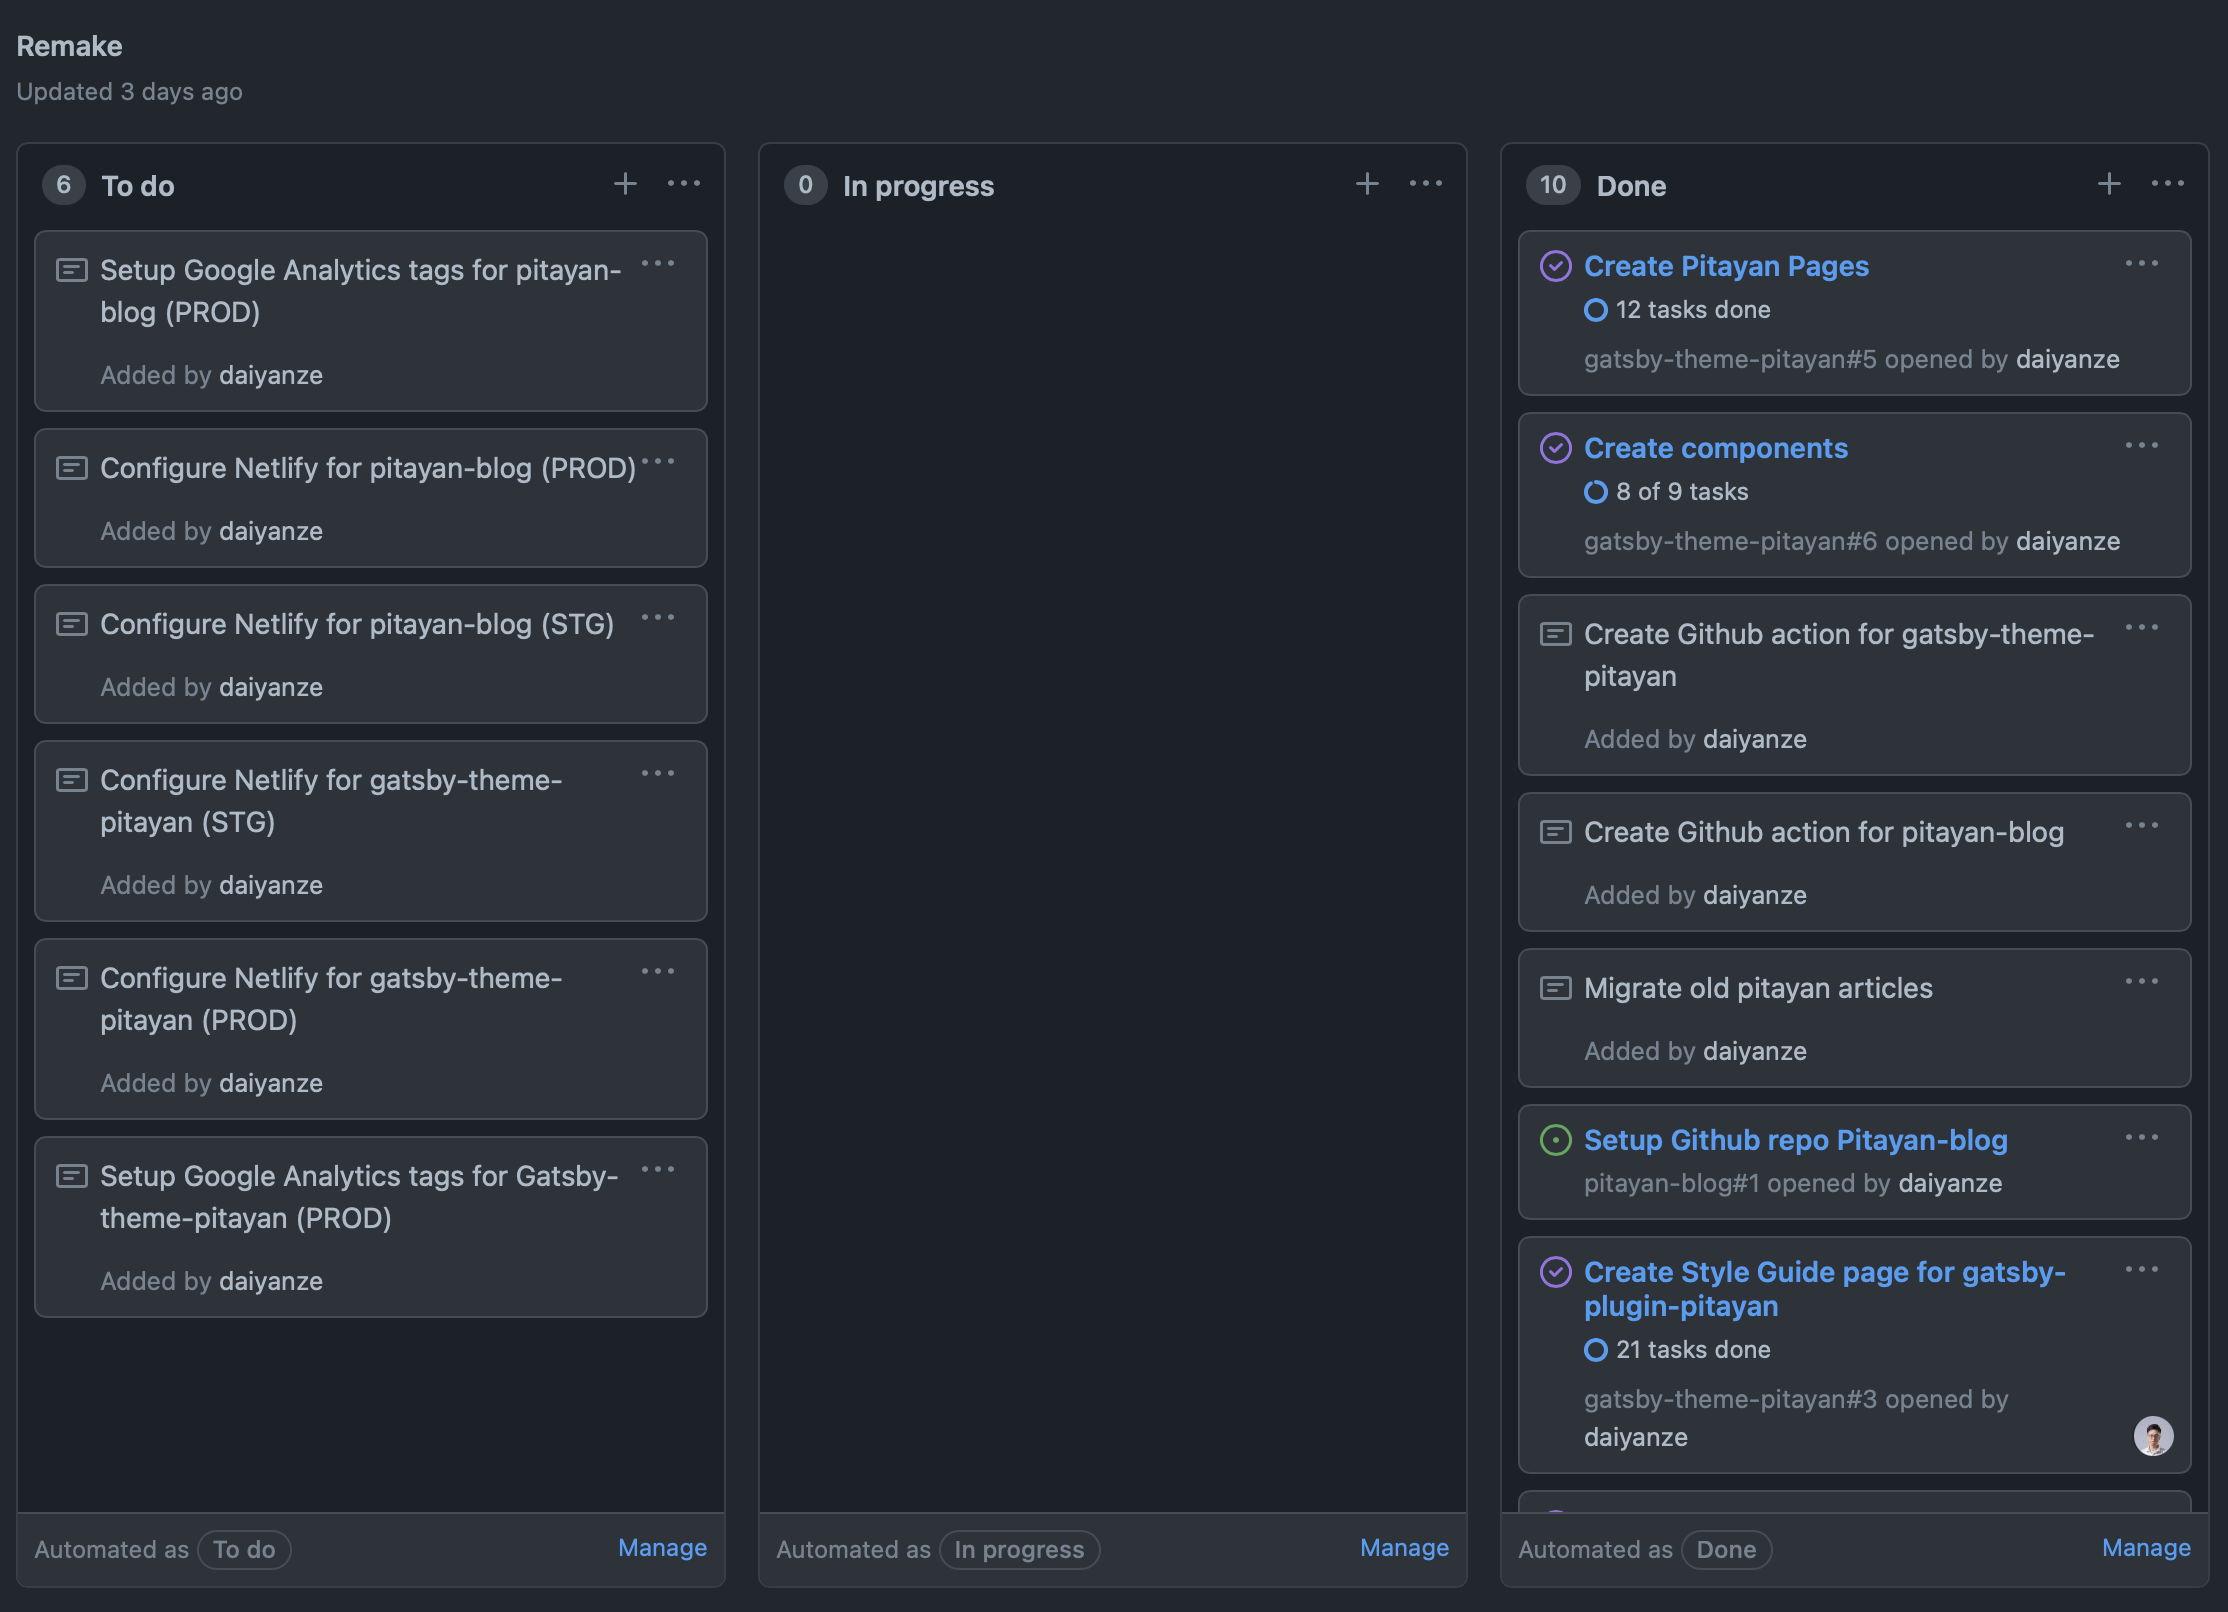 Remake
Updated 3 days ago
6 To do
Setup Google Analytics tags for pitayan-
blog (PROD)
Added by daiyanze
Configure Netlify for pitayan-blog (PROD)
Added by daiyanze
Configure Netlify for pitayan-blog (STG)
Added by daiyanze
Configure Netlify for gatsby-theme-
pitayan (STG)
Added by daiyanze
Configure Netlify for gatsby-theme-
pitayan (PROD)
Added by daiyanze
Setup Google Analytics tags for Gatsby-
theme-pitayan (PROD)
Added by daiyanze
Automated as To do Manage
0 In progress
Automated as In progress Manage
10 Done
Create Pitayan Pages
12 tasks done
gatsby-theme-pitayan#5 opened by daiyanze
Create components
8 of 9 tasks
gatsby-theme-pitayan#6 opened by daiyanze
Create Github action for gatsby-theme-
pitayan
Added by daiyanze
Create Github action for pitayan-blog
Added by daiyanze
Migrate old pitayan articles
Added by daiyanze
Setup Github repo Pitayan-blog
pitayan-blog#1 opened by daiyanze
Create Style Guide page for gatsby-
plugin-pitayan
21 tasks done
gatsby-theme-pitayan#3 opened by
daiyanze
Automated as Done Manage